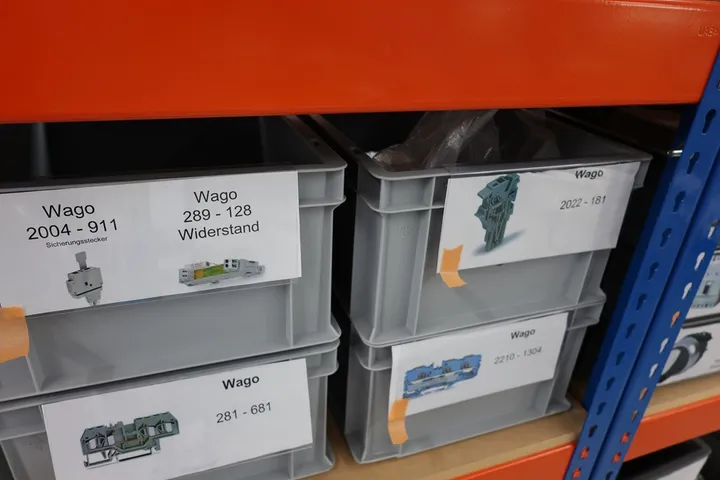 Wago
2004 - 911
Sicherungsstecker
Wago
289 - 128
Widerstand
Wago
2022 - 181
Wago
281 - 681
Wago
2210 - 1304